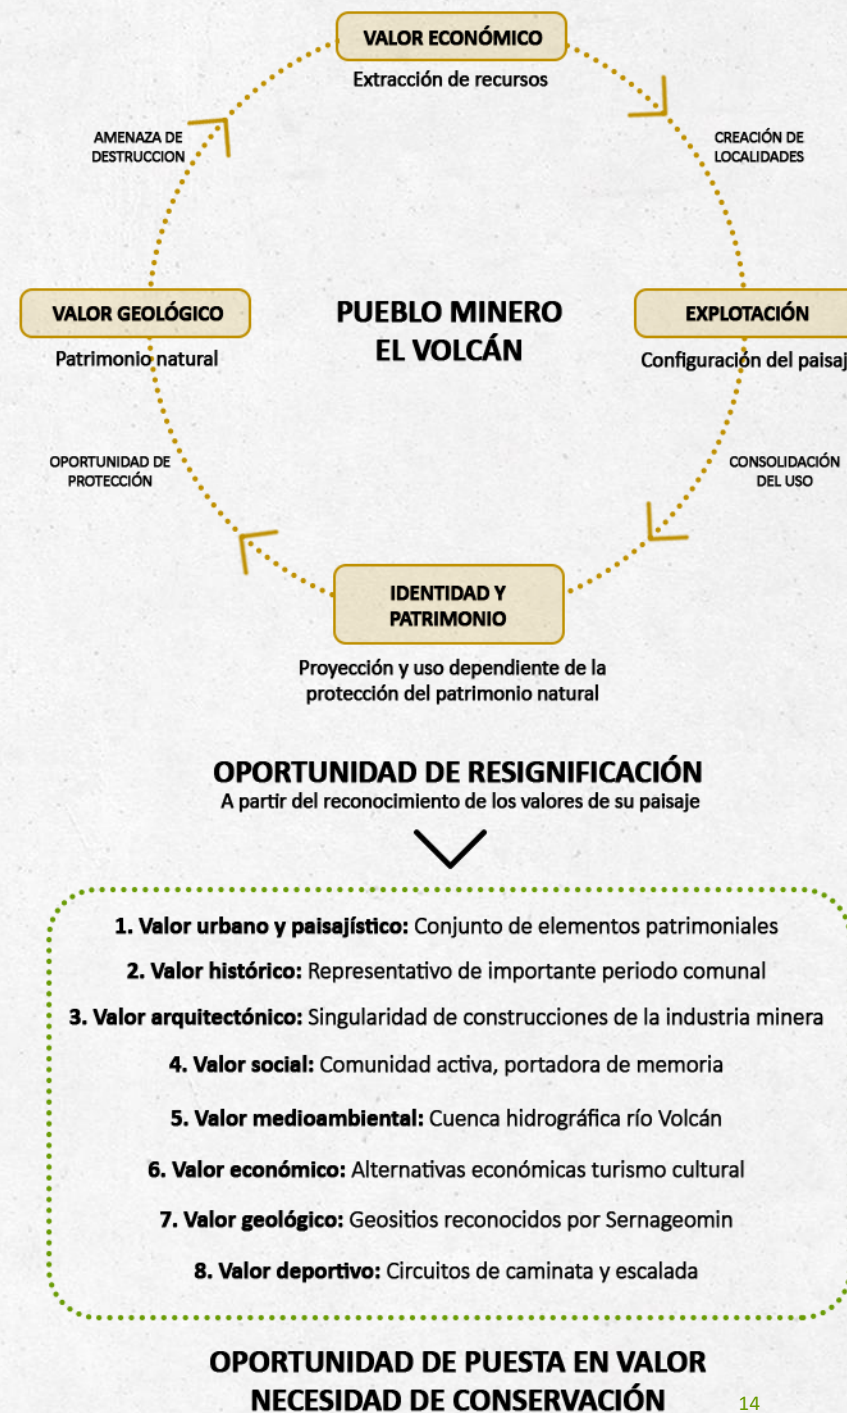 VALOR ECONÓMICO
Extracción de recursos
AMENAZA DE
DESTRUCCION
CREACIÓN DE
LOCALIDADES
VALOR GEOLÓGICO
Patrimonio natural
PUEBLO MINERO
EL VOLCÁN
EXPLOTACIÓN
Configuración del paisaj
OPORTUNIDAD DE
PROTECCIÓN
CONSOLIDACIÓN
DEL USO
IDENTIDAD Y
PATRIMONIO
Proyección y uso dependiente de la
protección del patrimonio natural
OPORTUNIDAD DE RESIGNIFICACIÓN
A partir del reconocimiento de los valores de su paisaje
1. Valor urbano y paisajístico: Conjunto de elementos patrimoniales
2. Valor histórico: Representativo de importante periodo comunal
3. Valor arquitectónico: Singularidad de construcciones de la industria minera
4. Valor social: Comunidad activa, portadora de memoria
5. Valor medioambiental: Cuenca hidrográfica río Volcán
6. Valor económico: Alternativas económicas turismo cultural
7. Valor geológico: Geositios reconocidos por Sernageomin
8. Valor deportivo: Circuitos de caminata y escalada
OPORTUNIDAD DE PUESTA EN VALOR
NECESIDAD DE CONSERVACIÓN
14